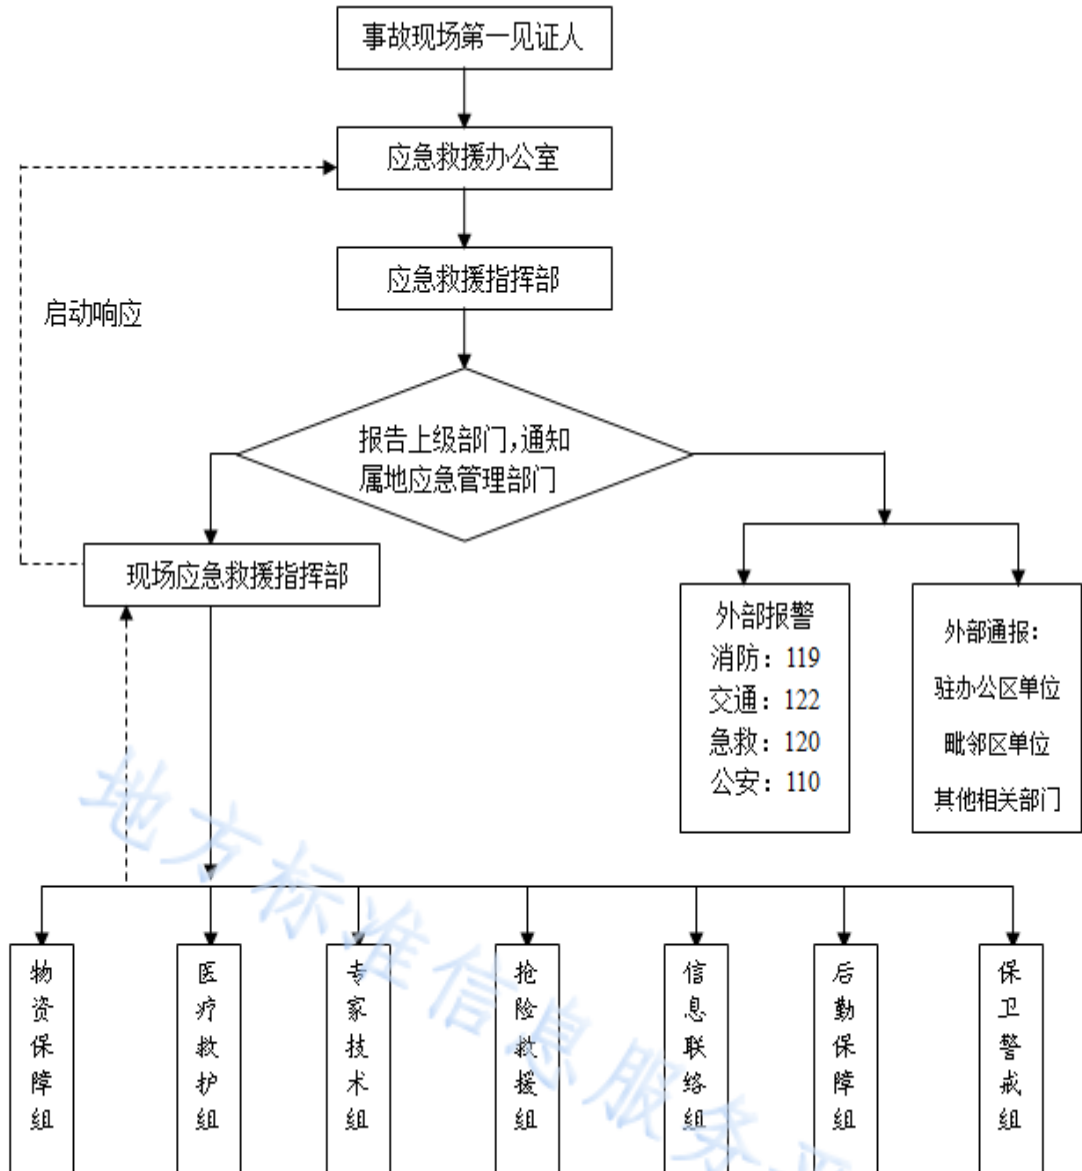 事故现场第一见证人
应急救援办公室
应急救援指挥部
启动响应
报告上级部门，通知
属地应急管理部门
现场应急救援指挥部
外部报警
消防：119
交通：122
急救：120
公安：110
外部通报：
驻办公区单位
毗邻区单位
其他相关部门
物资保障组
医疗救护组
专家技术组
抢险救援组
信息联络组
后勤保障组
保卫警戒组
地方标准信息服务平